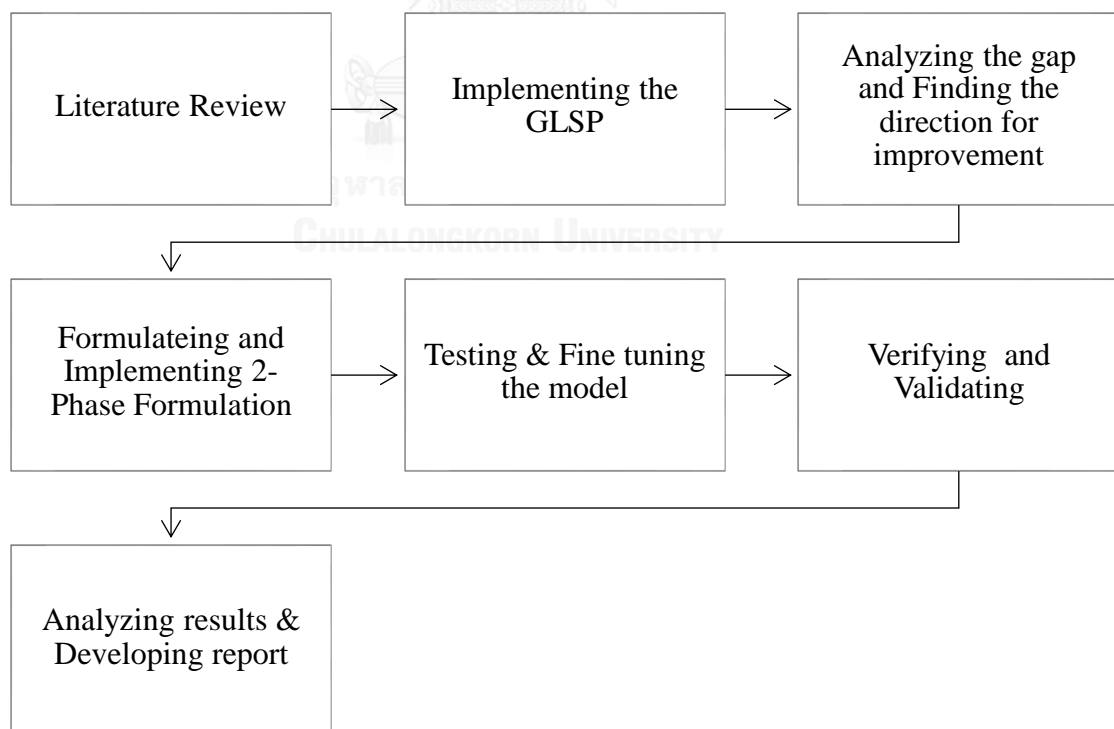 Literature Review
Implementing the
GLSP
Analyzing the gap
and Finding the
direction for
improvement
CHULALONGKORN UNIVERSITY
Formulateing and
Implementing 2-
Phase Formulation
Testing & Fine tuning
the model
Verifying and
Validating
Analyzing results &
Developing report